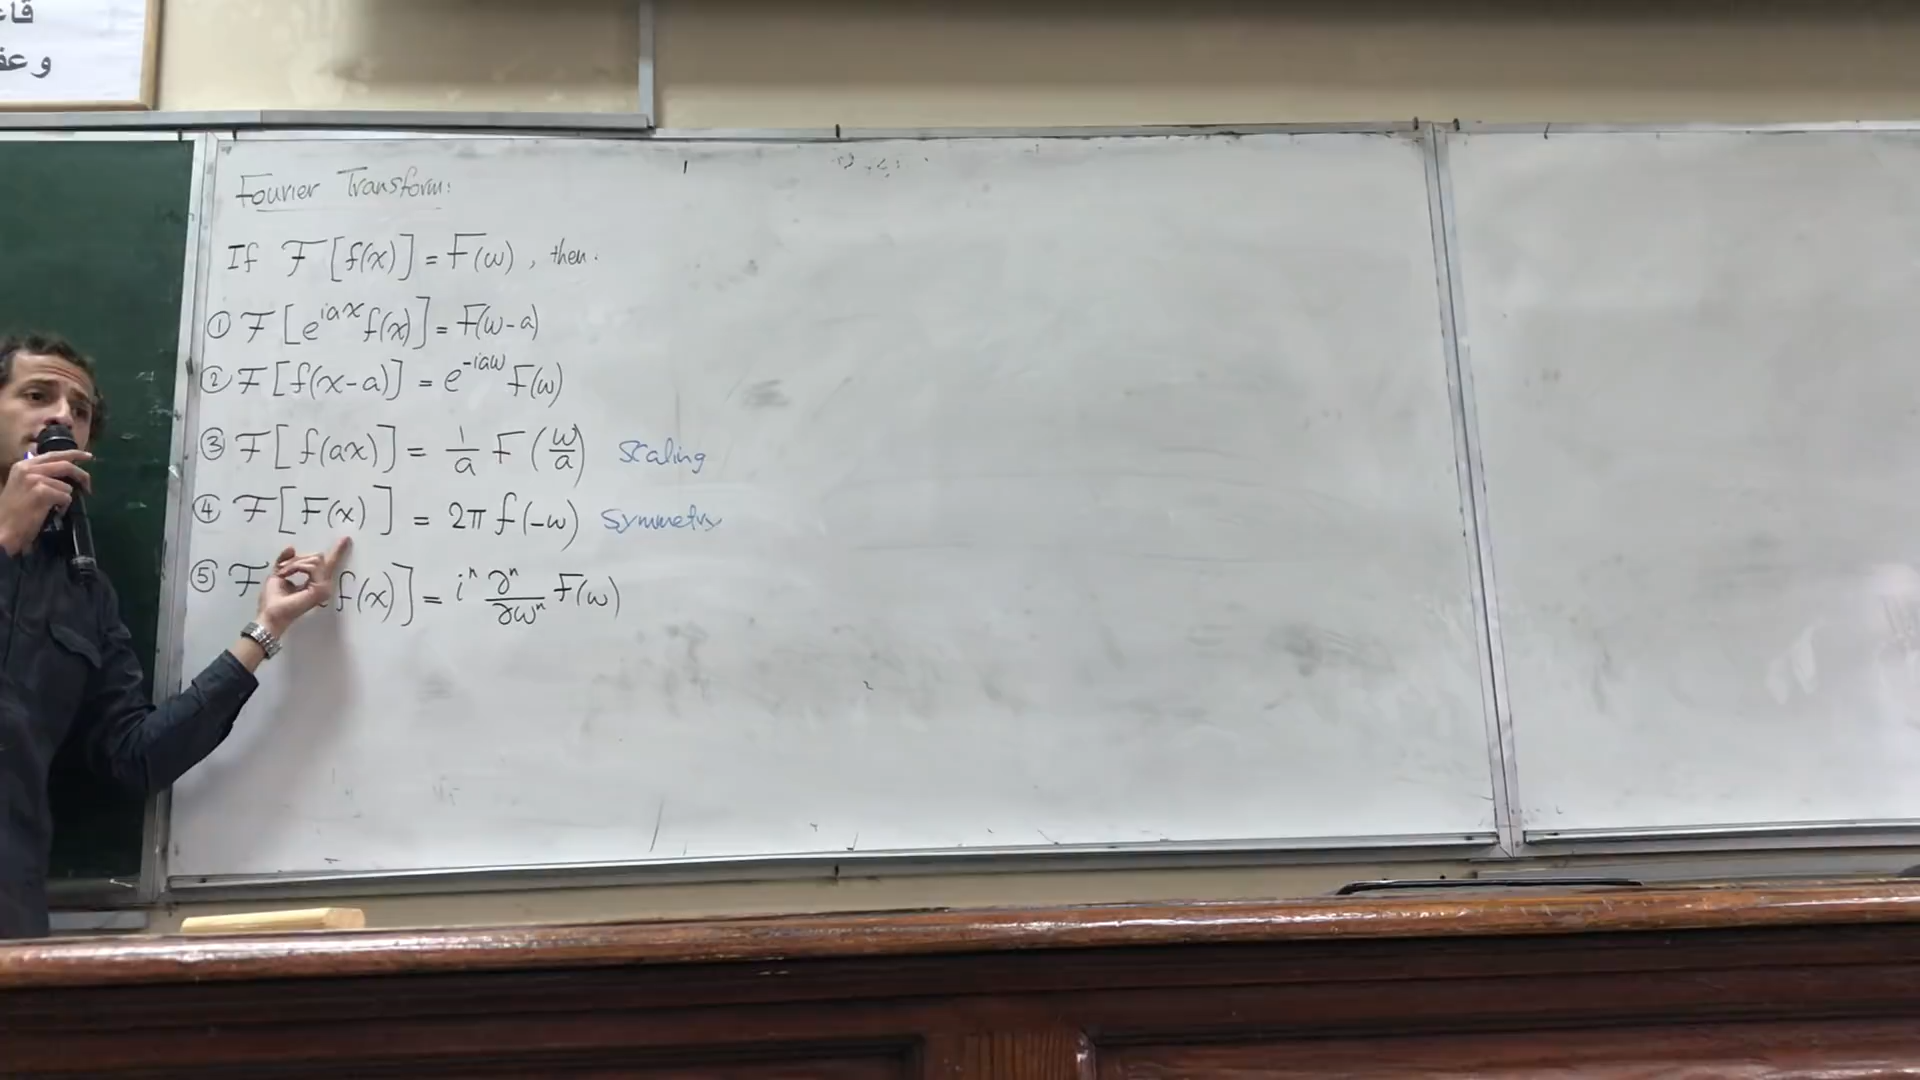 Fourier Transform:
If ℱ[f(x)] = F(ω), then.
① ℱ[e^{iax} f(x)] = F(ω-a)
② ℱ[f(x-a)] = e^{-iaω} F(ω)
③ ℱ[f(ax)] = 1/a F(ω/a) Scaling
④ ℱ[F(x)] = 2π f(-ω) Symmetry
⑤ ℱ f(x)] = i^n ∂^n/∂ω^n F(ω)